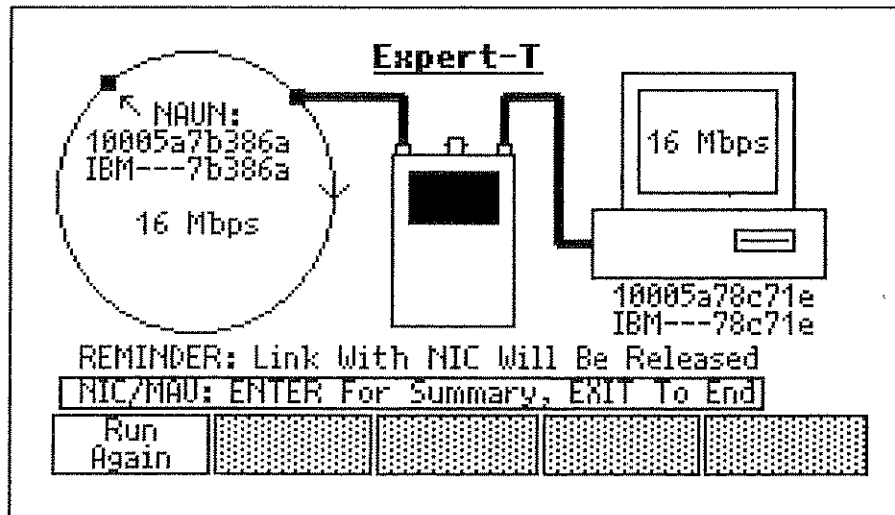 Expert-T
NAUN:
10005a7b386a
IBM---7b386a
16 Mbps
16 Mbps
10005a78c71e
IBM---78c71e
REMINDER: Link With NIC Will Be Released
NIC/MAU: ENTER For Summary, EXIT To End
Run
Again